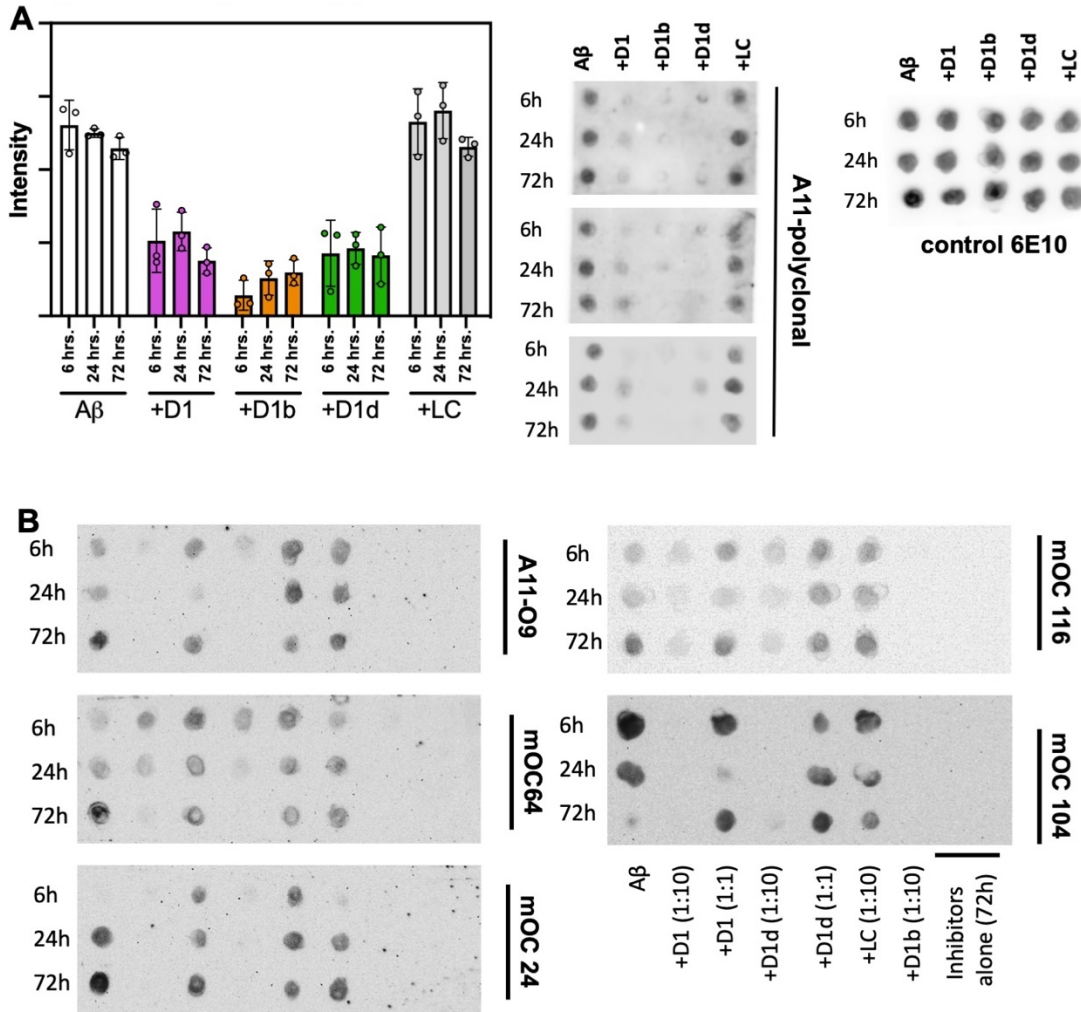 A
Intensity
6 hrs.
24 hrs.
72 hrs.
6 hrs.
24 hrs.
72 hrs.
6 hrs.
24 hrs.
72 hrs.
6 hrs.
24 hrs.
72 hrs.
6 hrs.
24 hrs.
72 hrs.
Aβ +D1 +D1b +D1d +LC
Aβ +D1 +D1b +D1d +LC
6h
24h
72h
6h
24h
72h
6h
24h
72h
A11-polyclonal
Aβ +D1 +D1b +D1d +LC
6h
24h
72h
control 6E10
B
6h
24h
72h
A11-O9
6h
24h
72h
mOC64
6h
24h
72h
mOC 24
6h
24h
72h
mOC 116
6h
24h
72h
mOC 104
Aβ
+D1 (1:10)
+D1 (1:1)
+D1d (1:10)
+D1d (1:1)
+LC (1:10)
+D1b (1:10)
Inhibitors
alone (72h)